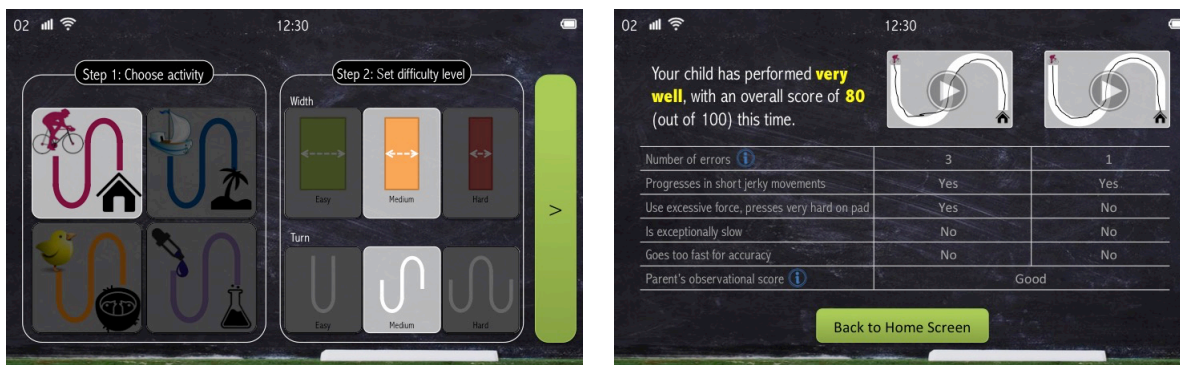 02 12:30
Step 1: Choose activity
Step 2: Set difficulty level
Width
Easy Medium Hard
Turn
Easy Medium Hard
>
02 12:30
Your child has performed very
well, with an overall score of 80
(out of 100) this time.
Number of errors i 3 1
Progresses in short jerky movements Yes Yes
Use excessive force, presses very hard on pad Yes No
Is exceptionally slow No No
Goes too fast for accuracy No No
Parent's observational score i Good
Back to Home Screen